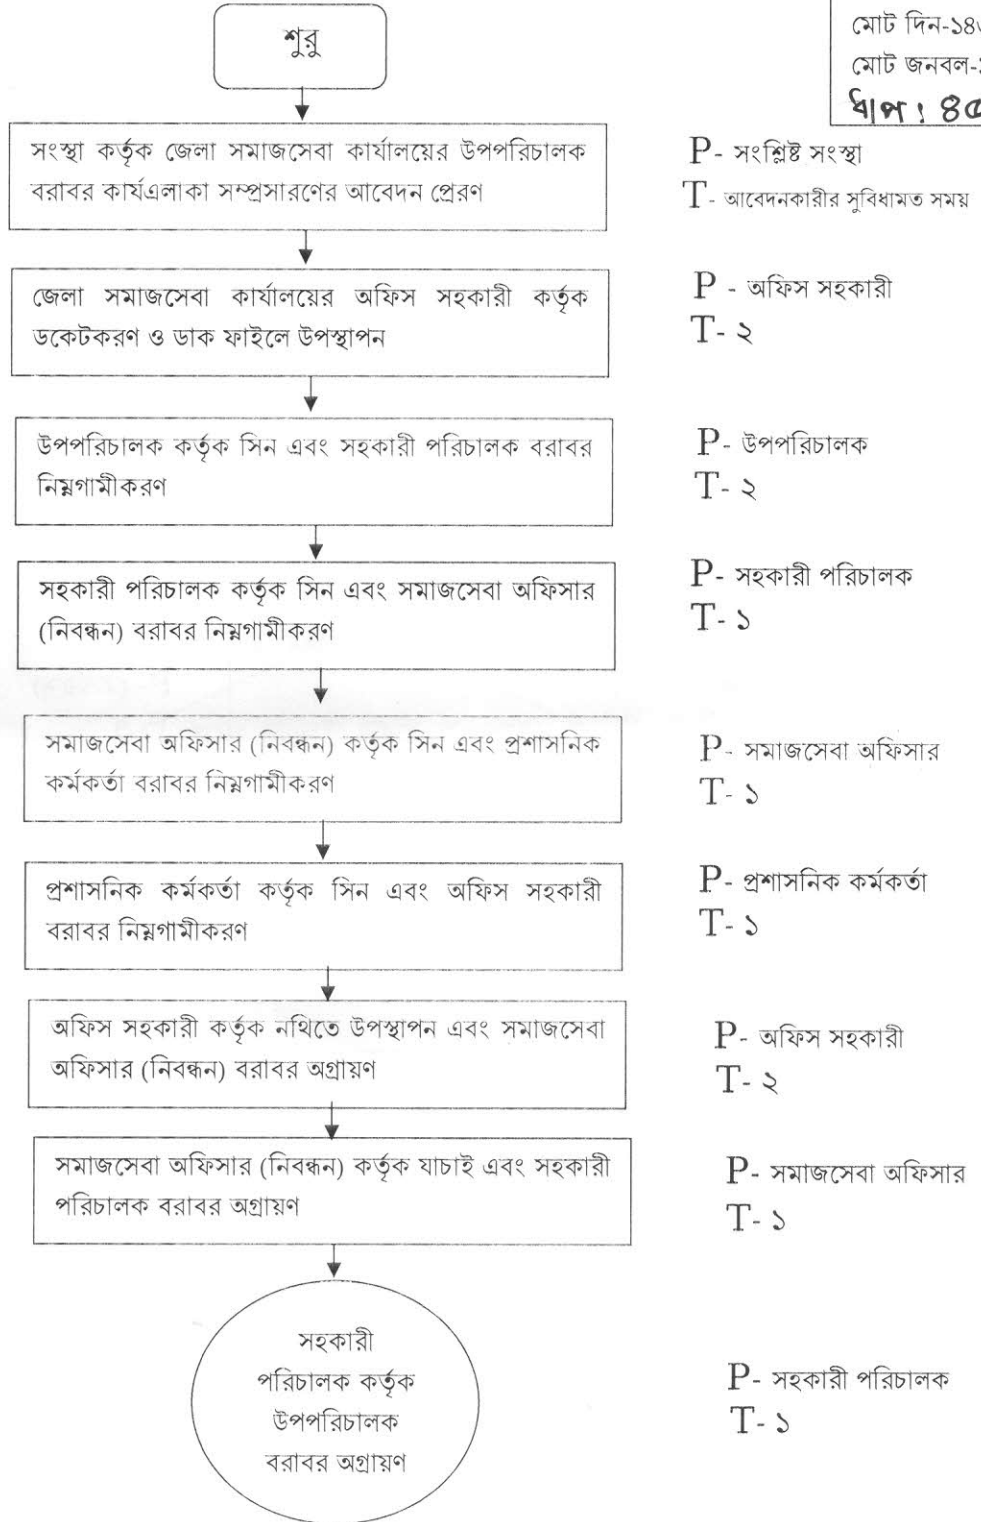 শুরু
মোট দিন-১৪
মোট জনবল-
ধাপ : ৪৫
সংস্থা কর্তৃক জেলা সমাজসেবা কার্যালয়ের উপপরিচালক
বরাবর কার্যএলাকা সম্প্রসারণের আবেদন প্রেরণ
P- সংশ্লিষ্ট সংস্থা
T- আবেদনকারীর সুবিধামত সময়
জেলা সমাজসেবা কার্যালয়ের অফিস সহকারী কর্তৃক
ডকেটকরণ ও ডাক ফাইলে উপস্থাপন
P - অফিস সহকারী
T- ২
উপপরিচালক কর্তৃক সিন এবং সহকারী পরিচালক বরাবর
নিম্নগামীকরণ
P- উপপরিচালক
T- ২
সহকারী পরিচালক কর্তৃক সিন এবং সমাজসেবা অফিসার
(নিবন্ধন) বরাবর নিম্নগামীকরণ
P- সহকারী পরিচালক
T- ১
সমাজসেবা অফিসার (নিবন্ধন) কর্তৃক সিন এবং প্রশাসনিক
কর্মকর্তা বরাবর নিম্নগামীকরণ
P- সমাজসেবা অফিসার
T- ১
প্রশাসনিক কর্মকর্তা কর্তৃক সিন এবং অফিস সহকারী
বরাবর নিম্নগামীকরণ
P- প্রশাসনিক কর্মকর্তা
T- ১
অফিস সহকারী কর্তৃক নথিতে উপস্থাপন এবং সমাজসেবা
অফিসার (নিবন্ধন) বরাবর অগ্রায়ণ
P- অফিস সহকারী
T- ২
সমাজসেবা অফিসার (নিবন্ধন) কর্তৃক যাচাই এবং সহকারী
পরিচালক বরাবর অগ্রায়ণ
P- সমাজসেবা অফিসার
T- ১
সহকারী
পরিচালক কর্তৃক
উপপরিচালক
বরাবর অগ্রায়ণ
P- সহকারী পরিচালক
T- ১